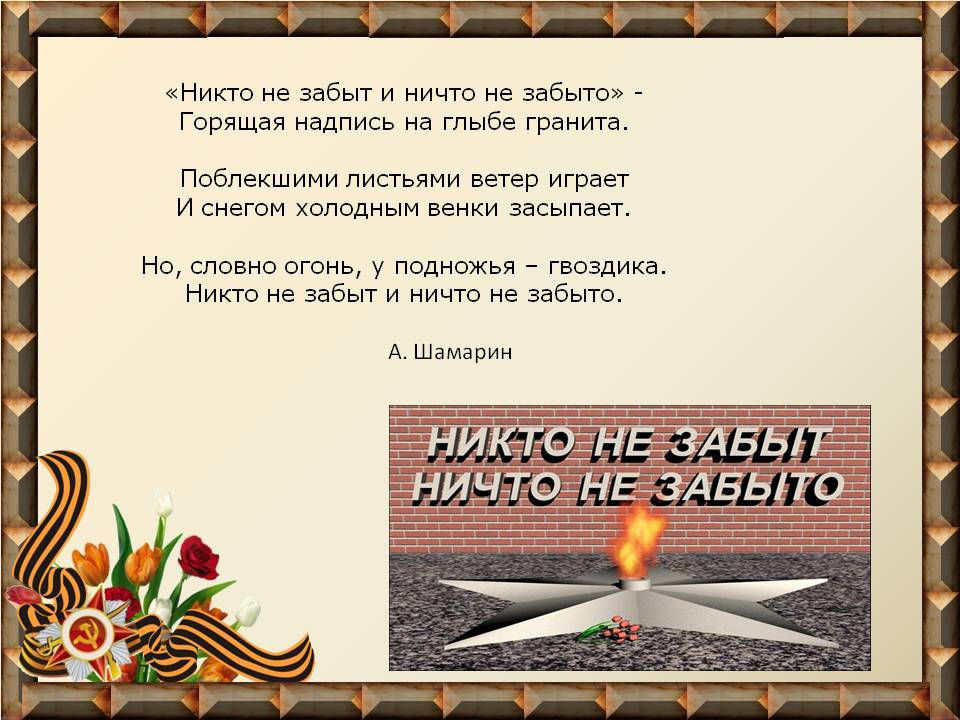 «Никто не забыт и ничто не забыто» -
Горящая надпись на глыбе гранита.
Поблекшими листьями ветер играет
И снегом холодным венки засыпает.
Но, словно огонь, у подножья – гвоздика.
Никто не забыт и ничто не забыто.
А. Шамарин
НИКТО НЕ ЗАБЫТ
НИЧТО НЕ ЗАБЫТО